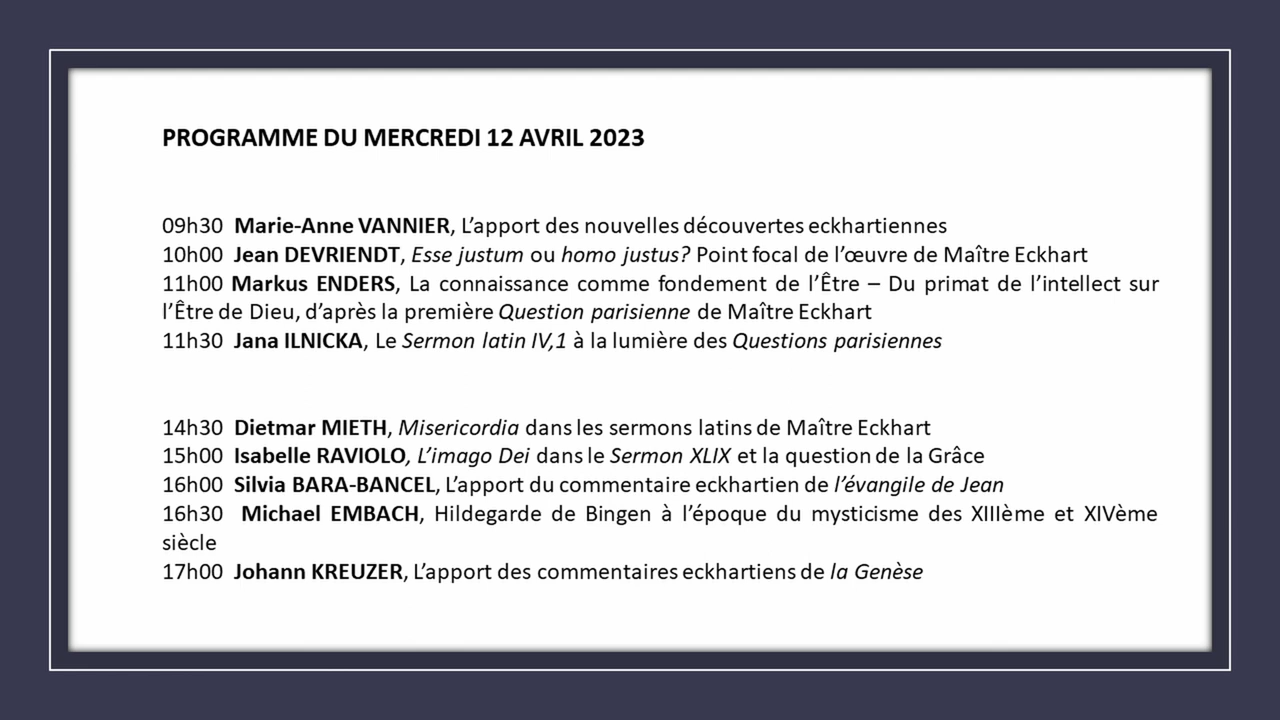 PROGRAMME DU MERCREDI 12 AVRIL 2023
09h30 Marie-Anne VANNIER, L’apport des nouvelles découvertes eckhartiennes
10h00 Jean DEVRIENDT, Esse justum ou homo justus? Point focal de l’œuvre de Maître Eckhart
11h00 Markus ENDERS, La connaissance comme fondement de l’Être – Du primat de l’intellect sur
l’Être de Dieu, d’après la première Question parisienne de Maître Eckhart
11h30 Jana ILNICKA, Le Sermon latin IV,1 à la lumière des Questions parisiennes
14h30 Dietmar MIETH, Misericordia dans les sermons latins de Maître Eckhart
15h00 Isabelle RAVIOLO, L’imago Dei dans le Sermon XLIX et la question de la Grâce
16h00 Silvia BARA-BANCEL, L’apport du commentaire eckhartien de l’évangile de Jean
16h30 Michael EMBACH, Hildegarde de Bingen à l’époque du mysticisme des XIIIème et XIVème
siècle
17h00 Johann KREUZER, L’apport des commentaires eckhartiens de la Genèse